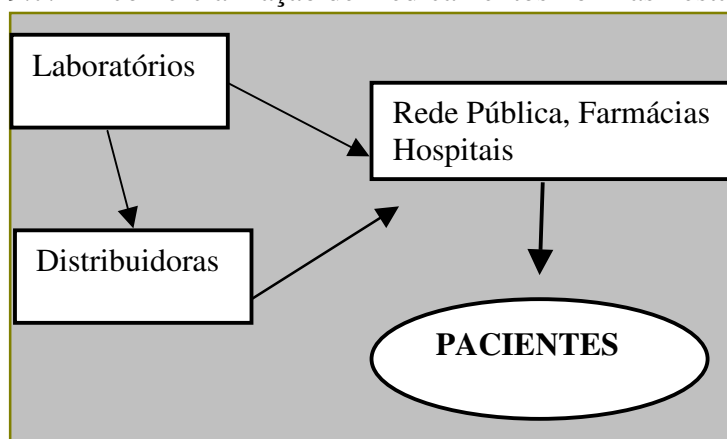 Laboratórios
Rede Pública, Farmácias
Hospitais
Distribuidoras
PACIENTES